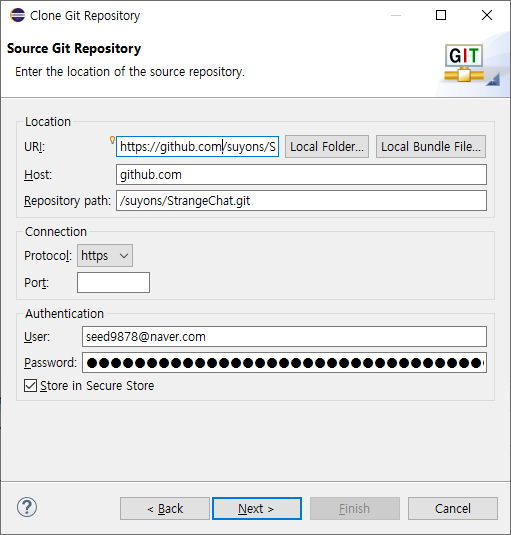 Clone Git Repository
Source Git Repository
Enter the location of the source repository.
GIT
Location
URI: https://github.com/suyons/S Local Folder... Local Bundle File...
Host: github.com
Repository path: /suyons/StrangeChat.git
Connection
Protocol: https
Port:
Authentication
User: seed9878@naver.com
Password: ●●●●●●●●●●●●●●●●●●●●●●●●●●●●●●●●●
Store in Secure Store
? < Back Next > Finish Cancel